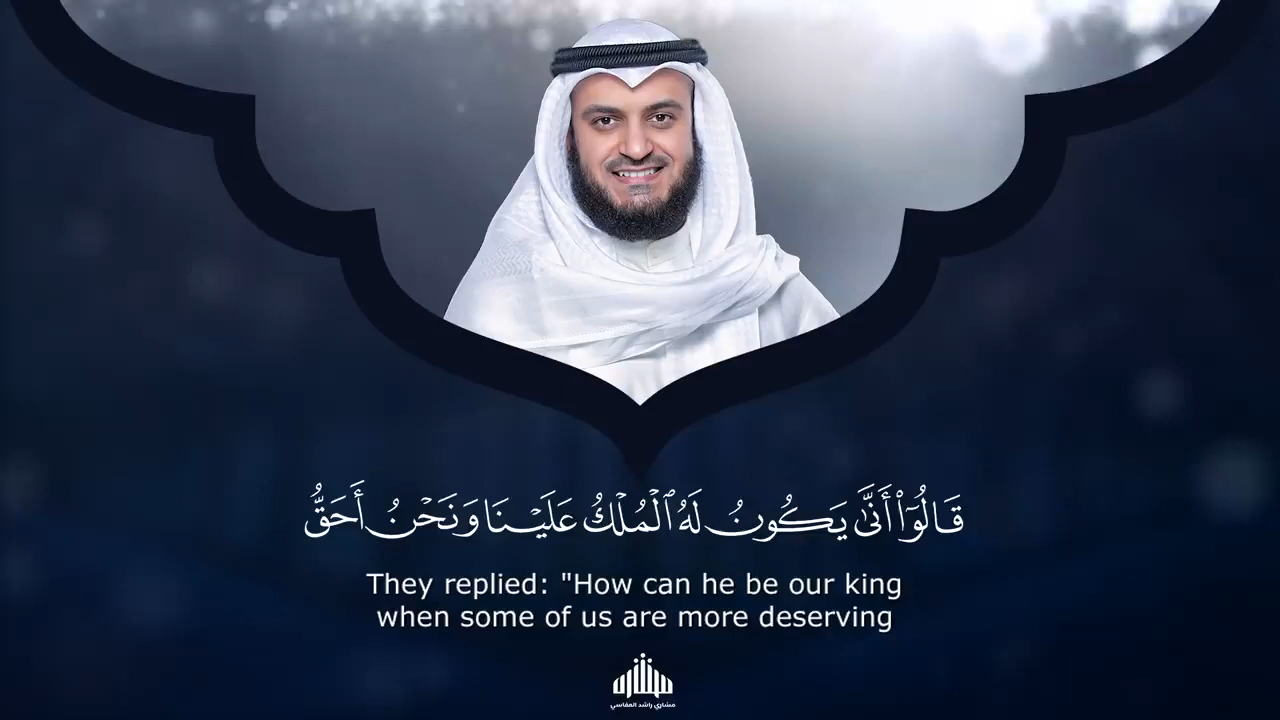 قَالُوٓا۟ أَنَّىٰ يَكُونُ لَهُ ٱلْمُلْكُ عَلَيْنَا وَنَحْنُ أَحَقُّ
They replied: "How can he be our king
when some of us are more deserving
مشاري راشد العفاسي